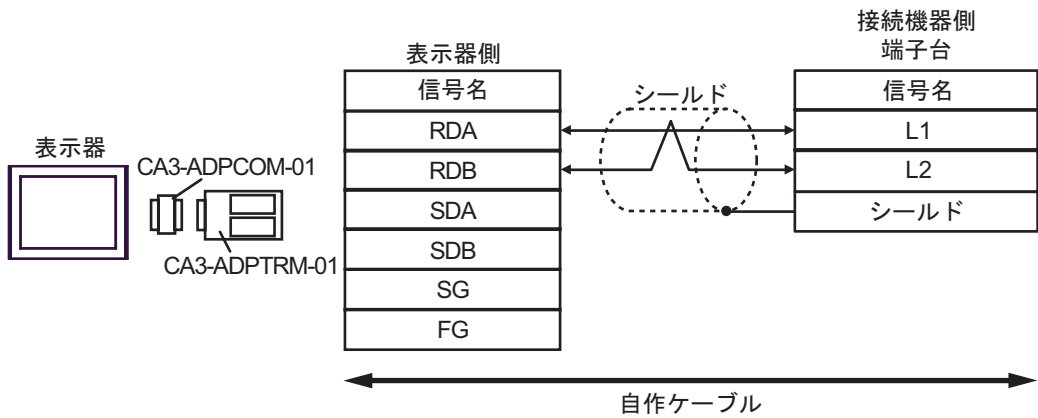 表示器
CA3-ADPCOM-01
CA3-ADPTRM-01
表示器側
信号名
RDA
RDB
SDA
SDB
SG
FG
シールド
接続機器側
端子台
信号名
L1
L2
シールド
自作ケーブル